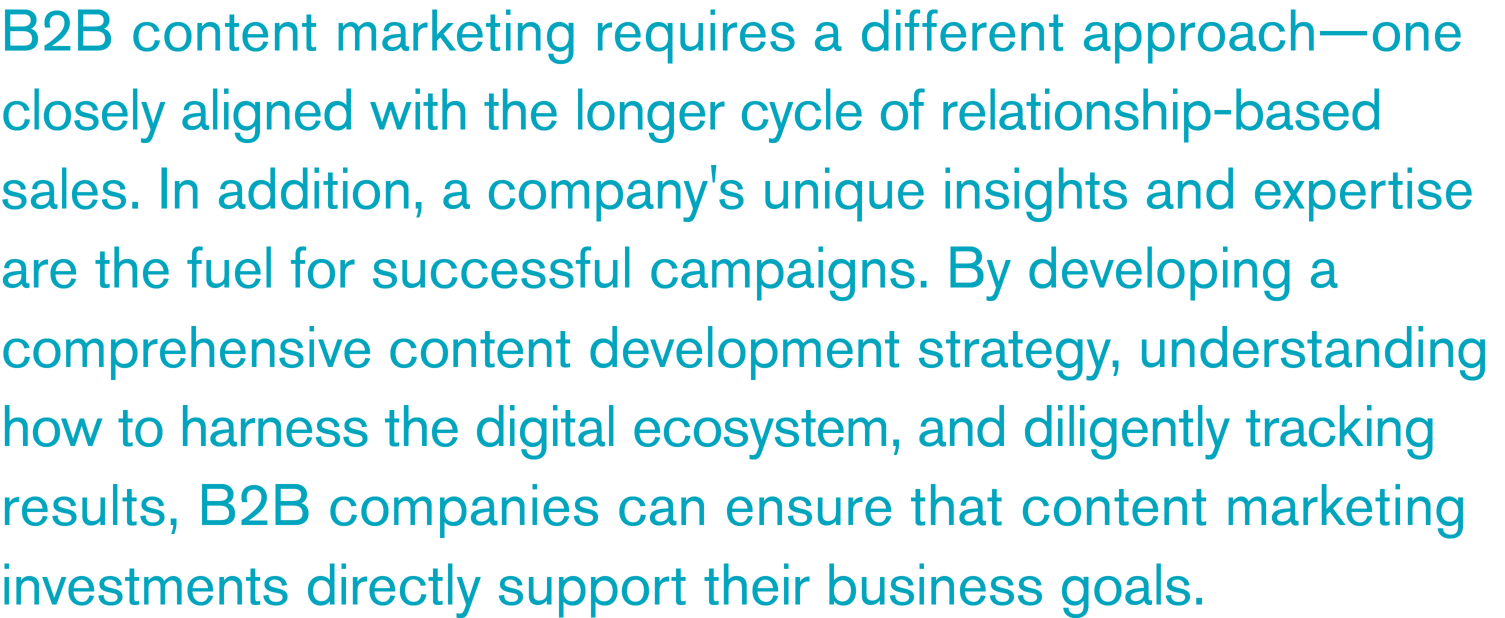 B2B content marketing requires a different approach—one
closely aligned with the longer cycle of relationship-based
sales. In addition, a company's unique insights and expertise
are the fuel for successful campaigns. By developing a
comprehensive content development strategy, understanding
how to harness the digital ecosystem, and diligently tracking
results, B2B companies can ensure that content marketing
investments directly support their business goals.